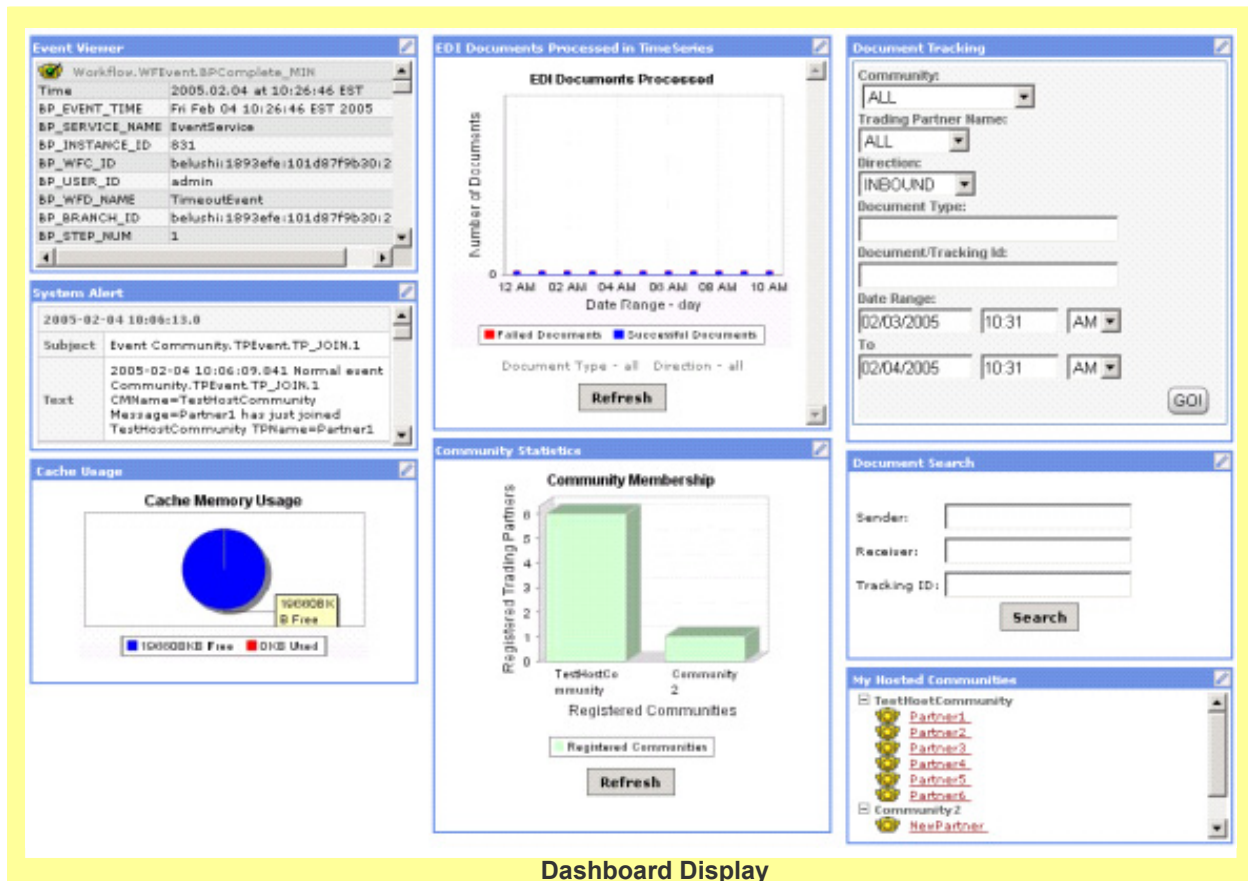 Event Viewer
Workflow.WFEvent.BPComplete_MIN
Time 2005.02.04 at 10:26:46 EST
BP_EVENT_TIME Fri Feb 04 10:26:46 EST 2005
BP_SERVICE_NAME EventService
BP_INSTANCE_ID 831
BP_WFC_ID belushi:1893efe:101d87f9b30:2
BP_USER_ID admin
BP_WFD_NAME TimeoutEvent
BP_BRANCH_ID belushi:1893efe:101d87f9b30:2
BP_STEP_NUM 1
System Alert
2005-02-04 10:06:13.0
Subject Event Community.TPEvent.TP_JOIN.1
Text 2005-02-04 10:06:09.841 Normal event
Community.TPEvent.TP_JOIN.1
CMName=TestHostCommunity
Message=Partner1 has just joined
TestHostCommunity TPName=Partner1
Cache Usage
Cache Memory Usage
196608K
B Free
196608KB Free 0KB Used
EDI Documents Processed in TimeSeries
EDI Documents Processed
Number of Documents
0
12 AM 02 AM 04 AM 06 AM 08 AM 10 AM
Date Range - day
Failed Documents Successful Documents
Document Type - all Direction - all
Refresh
Community Statistics
Community Membership
Registered Trading Partners
6
5
4
3
2
1
0
TestHostCo
mmunity
Community
2
Registered Communities
Registered Communities
Refresh
Document Tracking
Community:
ALL
Trading Partner Name:
ALL
Direction:
INBOUND
Document Type:
Document/Tracking Id:
Date Range:
02/03/2005 10:31 AM
To
02/04/2005 10:31 AM
GO!
Document Search
Sender:
Receiver:
Tracking ID:
Search
My Hosted Communities
TestHostCommunity
Partner1
Partner2
Partner3
Partner4
Partner5
Partner6
Community2
NewPartner
Dashboard Display